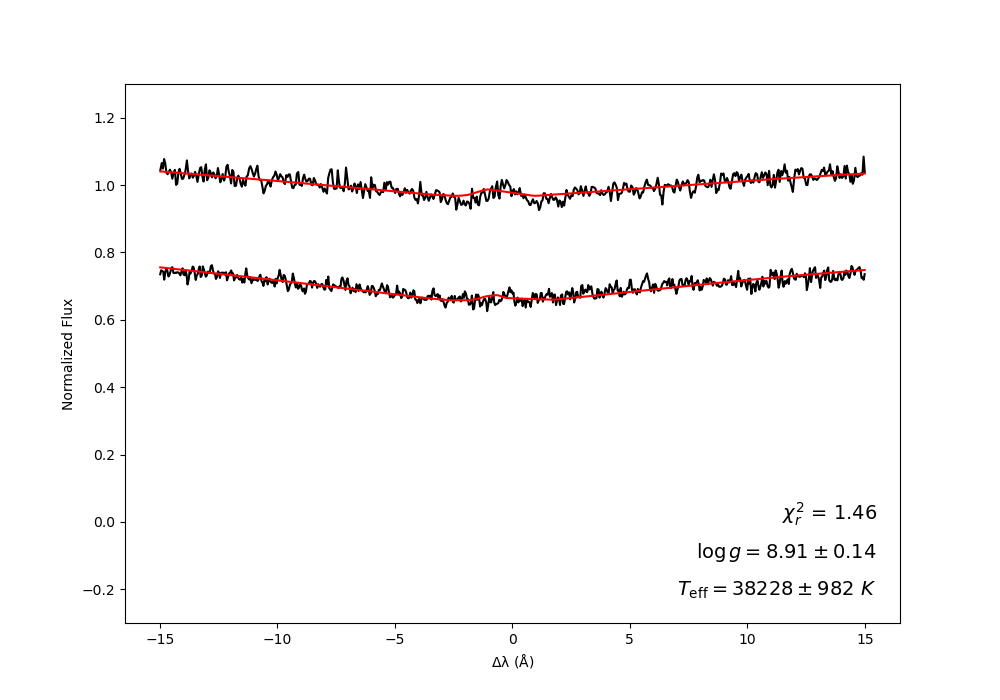 1.2
1.0
0.8
0.6
0.4
0.2
0.0
−0.2
Normalized Flux
χ²ᵣ = 1.46
log g = 8.91 ± 0.14
T_eff = 38228 ± 982 K
−15 −10 −5 0 5 10 15
Δλ (Å)